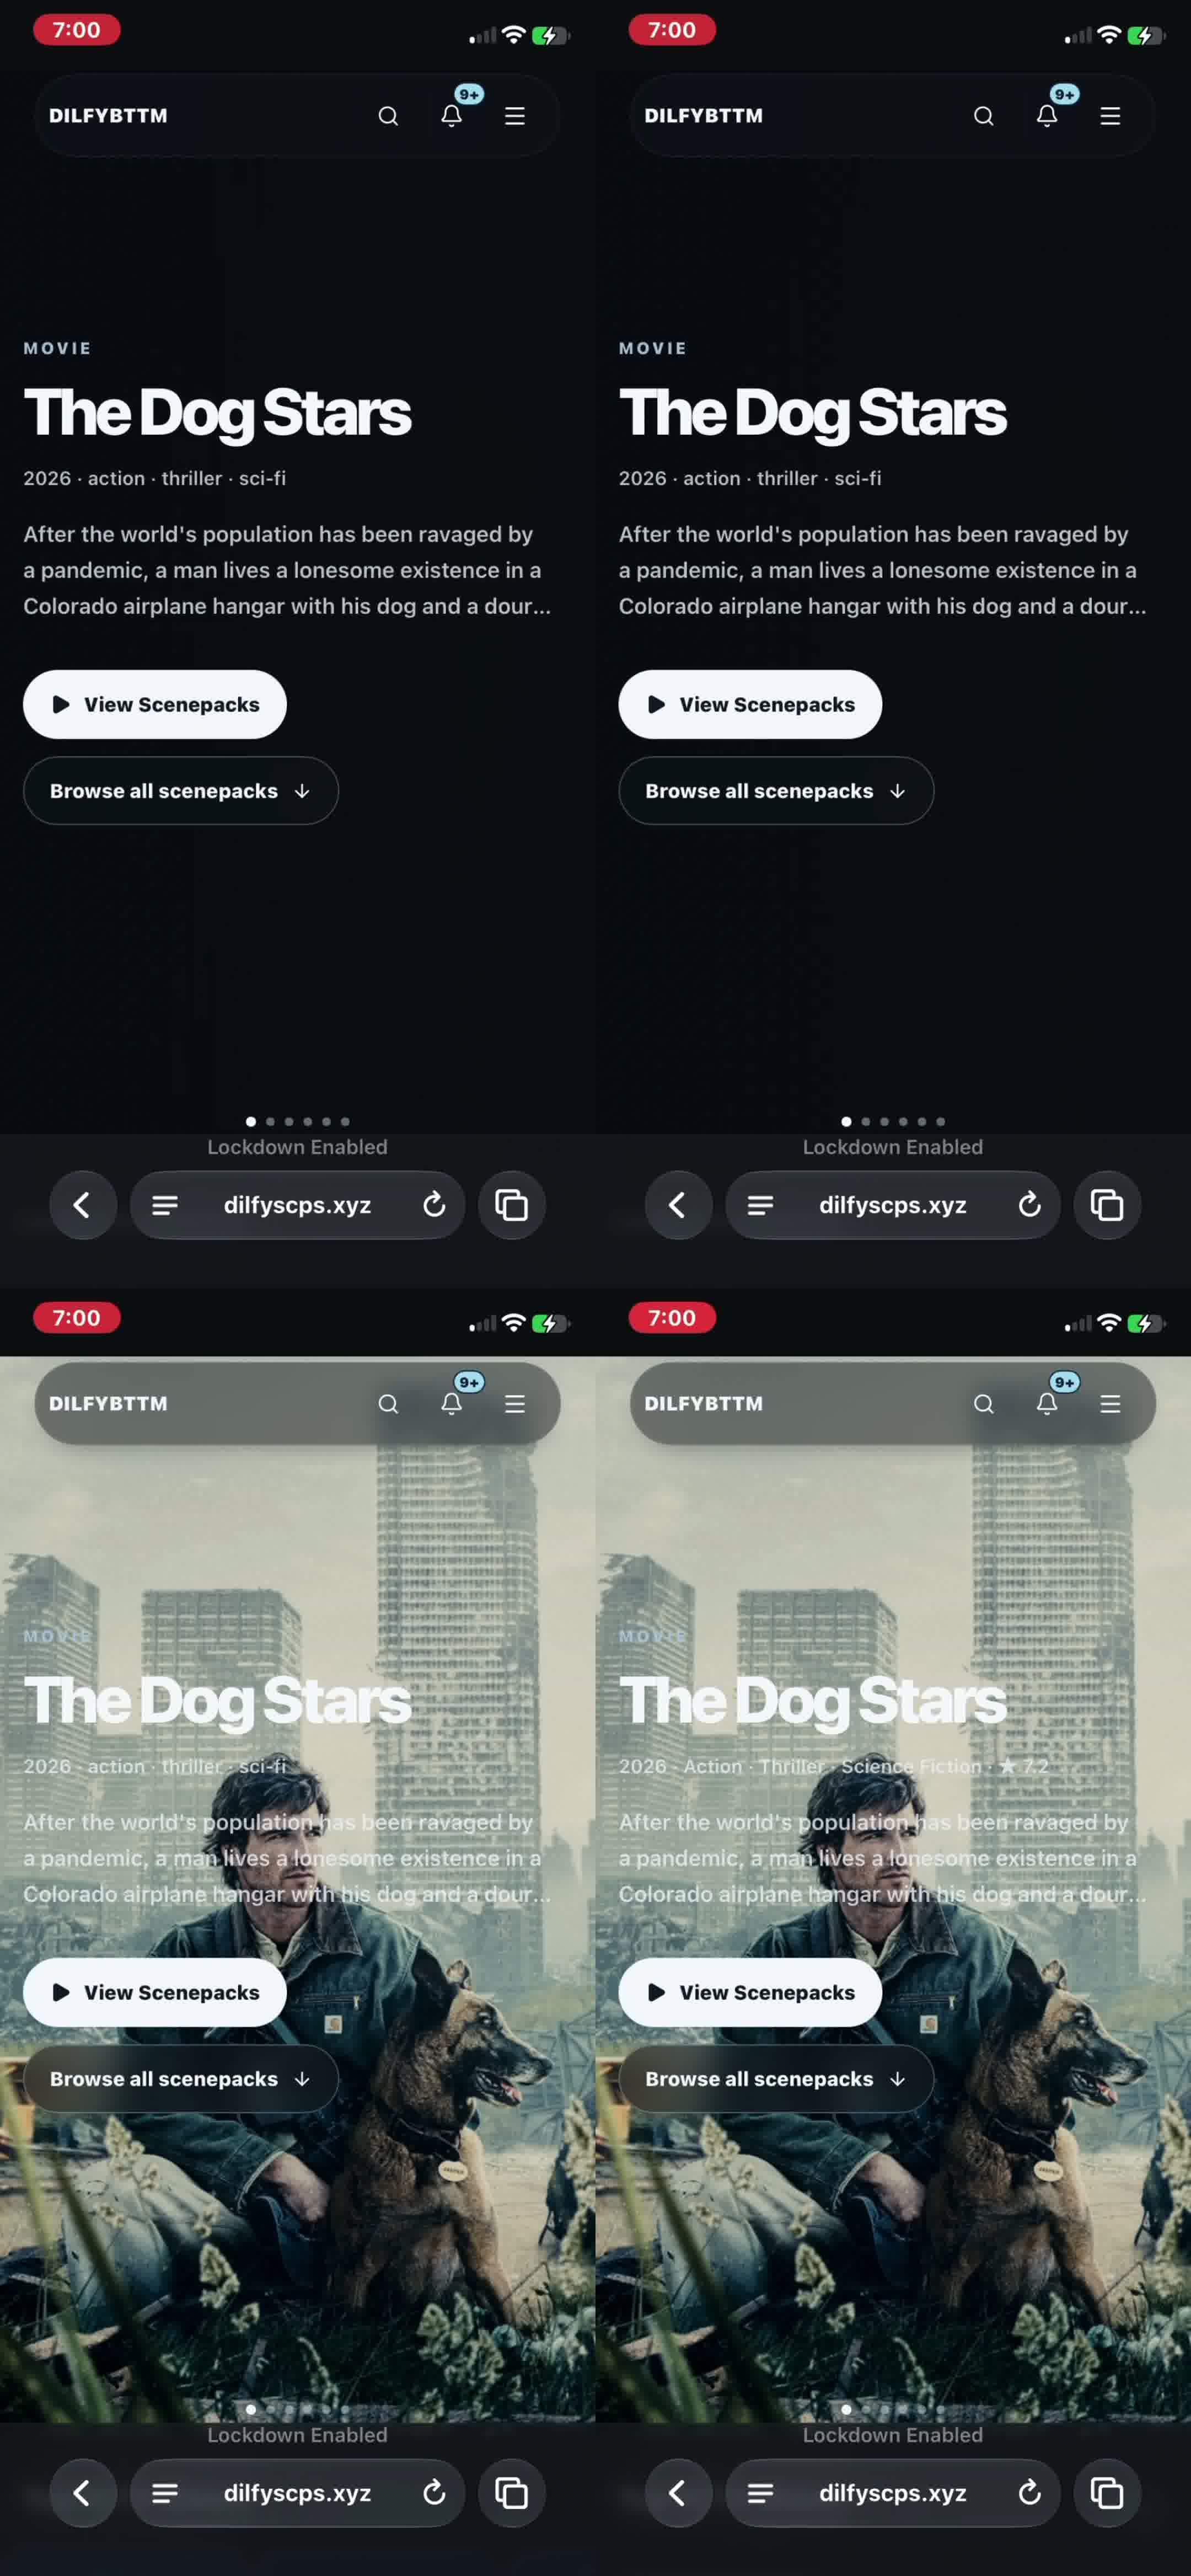 7:00
DILFYBTTM
9+
MOVIE
The Dog Stars
2026 · action · thriller · sci-fi
After the world's population has been ravaged by
a pandemic, a man lives a lonesome existence in a
Colorado airplane hangar with his dog and a dour...
View Scenepacks
Browse all scenepacks ↓
Lockdown Enabled
dilfyscps.xyz
7:00
DILFYBTTM
9+
MOVIE
The Dog Stars
2026 · action · thriller · sci-fi
After the world's population has been ravaged by
a pandemic, a man lives a lonesome existence in a
Colorado airplane hangar with his dog and a dour...
View Scenepacks
Browse all scenepacks ↓
Lockdown Enabled
dilfyscps.xyz
7:00
DILFYBTTM
9+
MOVIE
The Dog Stars
2026 · action · thriller · sci-fi
After the world's population has been ravaged by
a pandemic, a man lives a lonesome existence in a
Colorado airplane hangar with his dog and a dour...
View Scenepacks
Browse all scenepacks ↓
Lockdown Enabled
dilfyscps.xyz
7:00
DILFYBTTM
9+
MOVIE
The Dog Stars
2026 · Action · Thriller · Science Fiction · ★ 7.2
After the world's population has been ravaged by
a pandemic, a man lives a lonesome existence in a
Colorado airplane hangar with his dog and a dour...
View Scenepacks
Browse all scenepacks ↓
Lockdown Enabled
dilfyscps.xyz